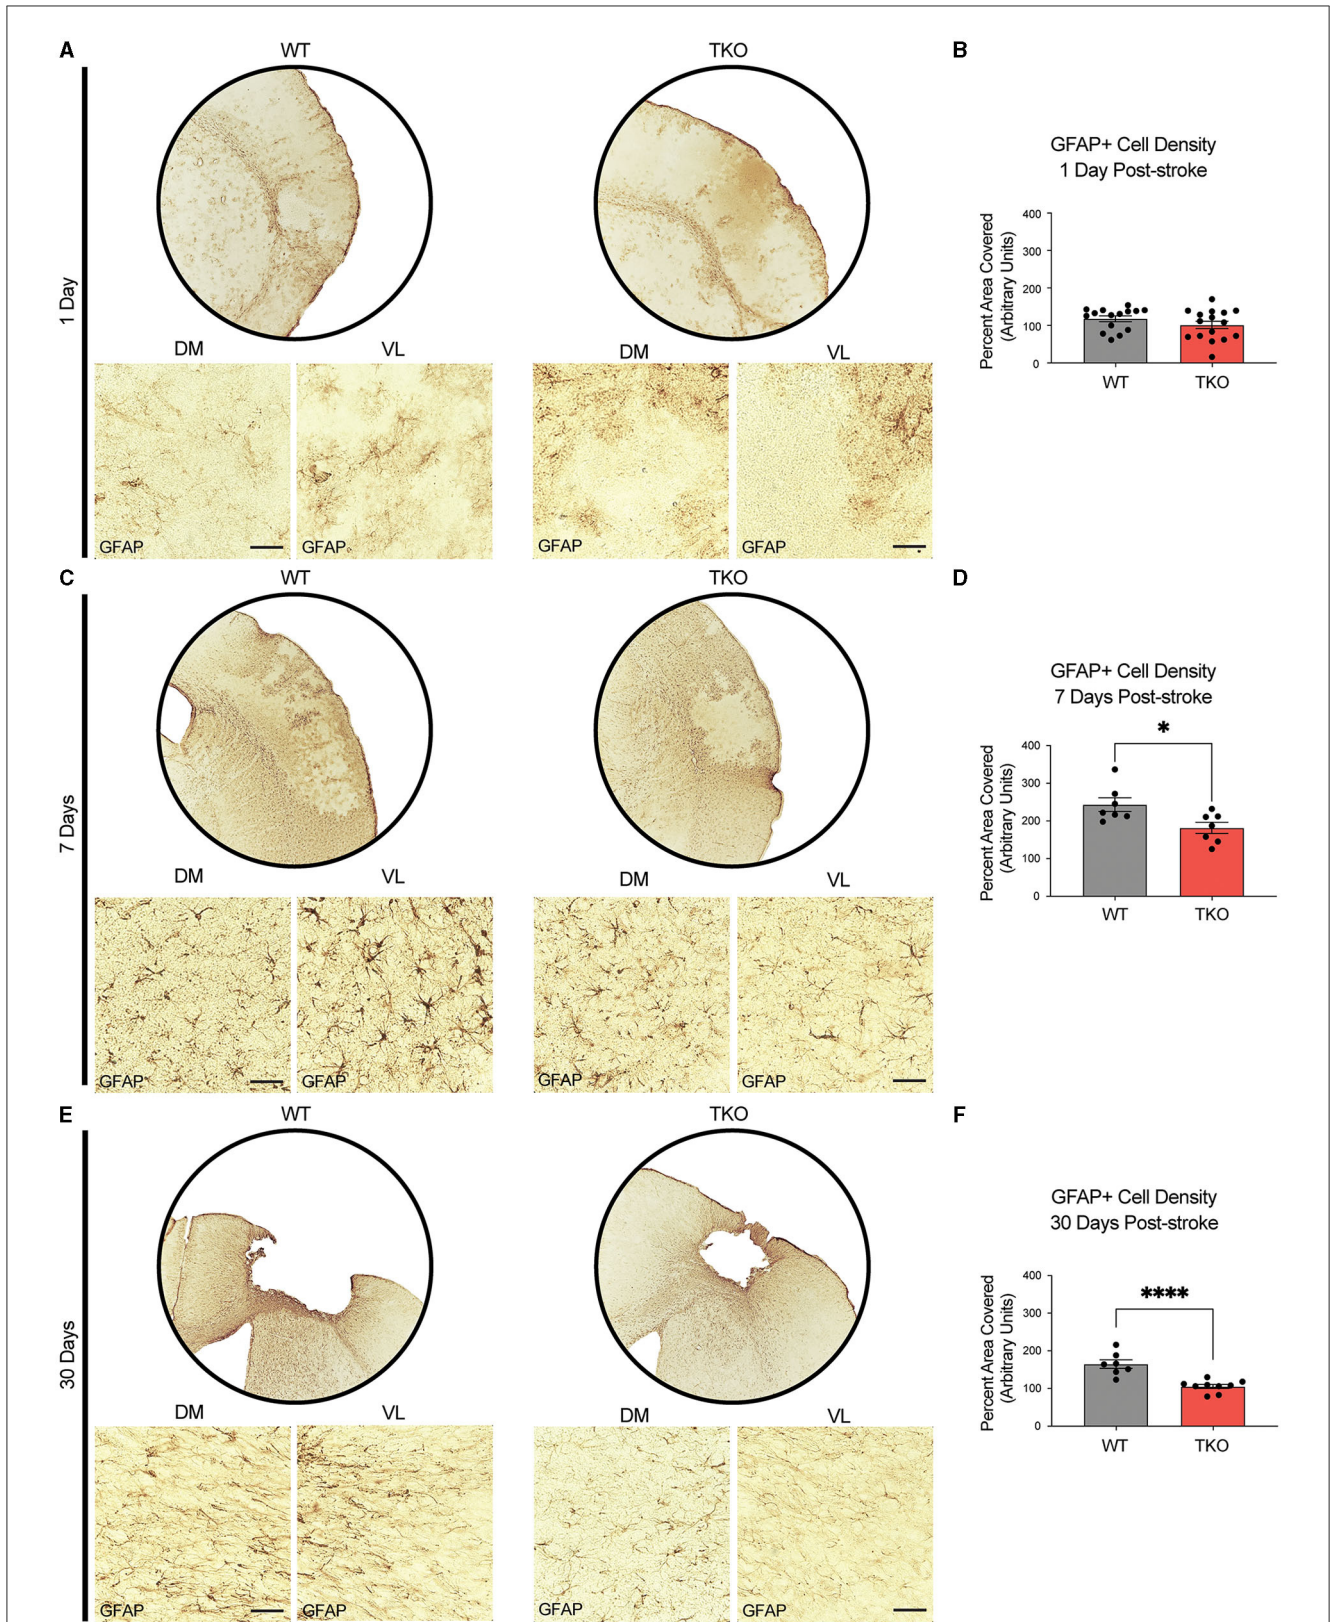 A
WT
TKO
B
1 Day
GFAP+ Cell Density
1 Day Post-stroke
Percent Area Covered
(Arbitrary Units)
400
300
200
100
0
WT
TKO
DM
VL
DM
VL
GFAP
GFAP
GFAP
GFAP
C
WT
TKO
D
7 Days
GFAP+ Cell Density
7 Days Post-stroke
*
Percent Area Covered
(Arbitrary Units)
400
300
200
100
0
WT
TKO
DM
VL
DM
VL
GFAP
GFAP
GFAP
GFAP
E
WT
TKO
F
30 Days
GFAP+ Cell Density
30 Days Post-stroke
****
Percent Area Covered
(Arbitrary Units)
400
300
200
100
0
WT
TKO
DM
VL
DM
VL
GFAP
GFAP
GFAP
GFAP